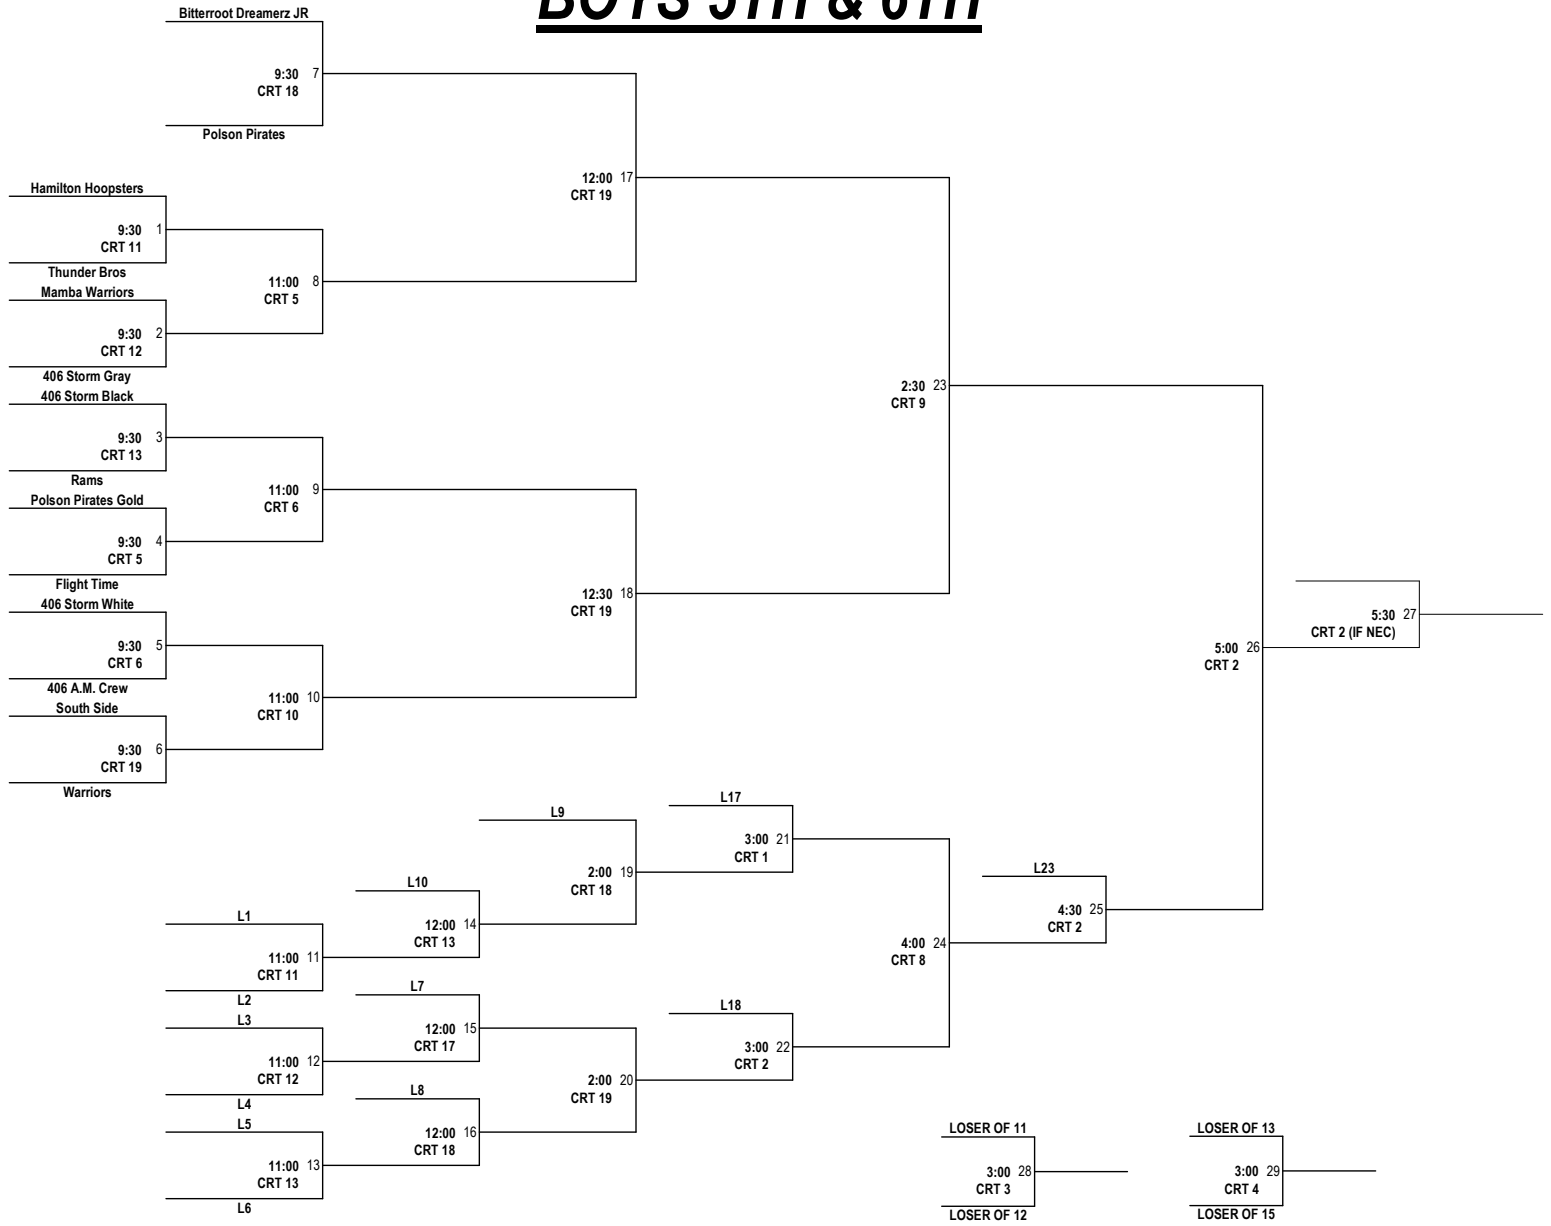 BOYS 5TH & 6TH
Bitterroot Dreamerz JR
9:30 7
CRT 18
Polson Pirates
12:00 17
CRT 19
Hamilton Hoopsters
9:30 1
CRT 11
Thunder Bros
11:00 8
CRT 5
Mamba Warriors
9:30 2
CRT 12
406 Storm Gray
2:30 23
CRT 9
406 Storm Black
9:30 3
CRT 13
Rams
11:00 9
CRT 6
Polson Pirates Gold
9:30 4
CRT 5
Flight Time
12:30 18
CRT 19
406 Storm White
9:30 5
CRT 6
406 A.M. Crew
11:00 10
CRT 10
South Side
9:30 6
CRT 19
Warriors
5:30 27
CRT 2 (IF NEC)
5:00 26
CRT 2
L17
3:00 21
CRT 1
L9
2:00 19
CRT 18
L10
12:00 14
CRT 13
L1
11:00 11
CRT 11
L2
L23
4:30 25
CRT 2
4:00 24
CRT 8
L7
12:00 15
CRT 17
L3
11:00 12
CRT 12
L4
L18
3:00 22
CRT 2
2:00 20
CRT 19
L8
12:00 16
CRT 18
L5
11:00 13
CRT 13
L6
LOSER OF 11
3:00 28
CRT 3
LOSER OF 12
LOSER OF 13
3:00 29
CRT 4
LOSER OF 15